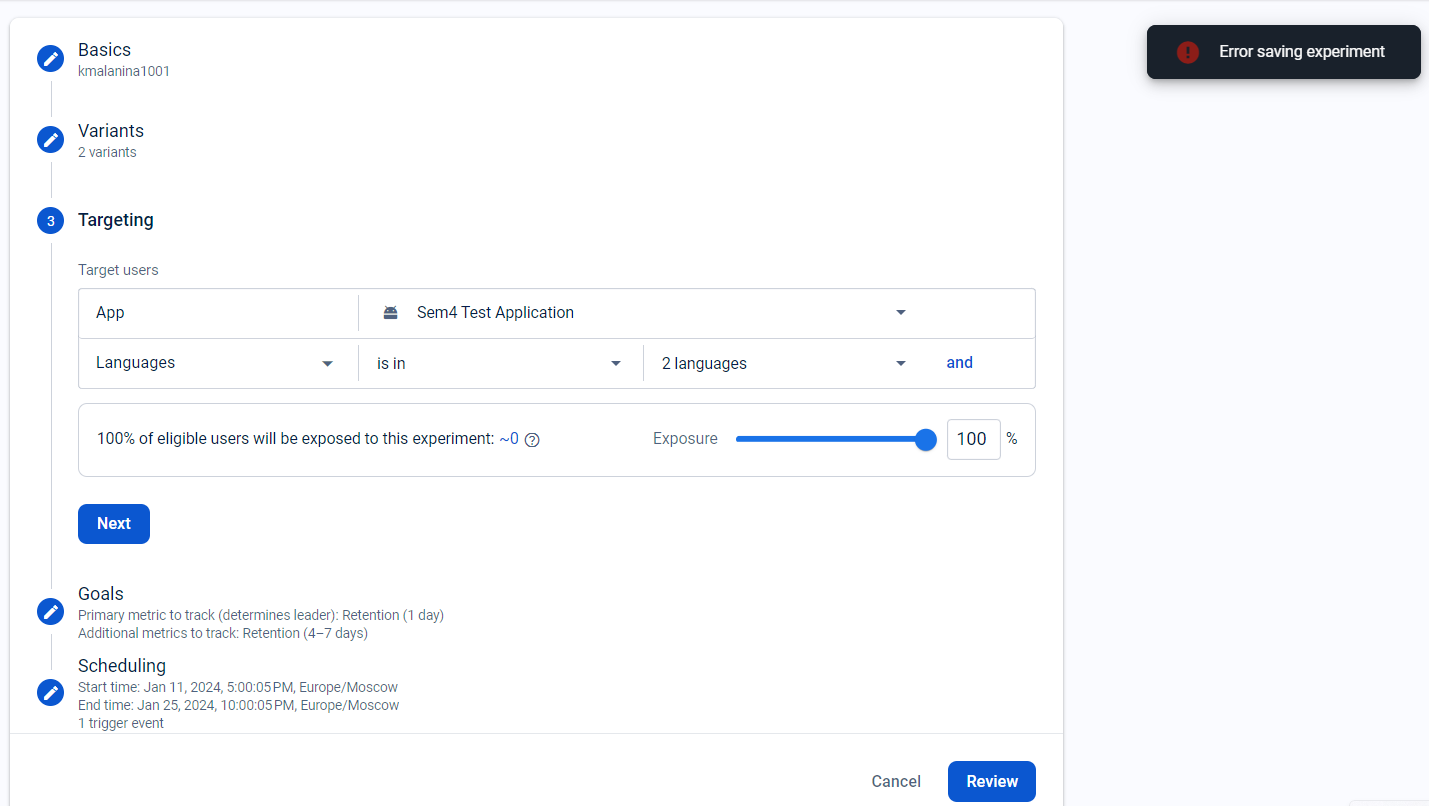 Basics
kmalanina1001
Error saving experiment
Variants
2 variants
3 Targeting
Target users
App Sem4 Test Application
Languages is in 2 languages and
100% of eligible users will be exposed to this experiment: ~0 Exposure 100 %
Next
Goals
Primary metric to track (determines leader): Retention (1 day)
Additional metrics to track: Retention (4–7 days)
Scheduling
Start time: Jan 11, 2024, 5:00:05 PM, Europe/Moscow
End time: Jan 25, 2024, 10:00:05 PM, Europe/Moscow
1 trigger event
Cancel Review